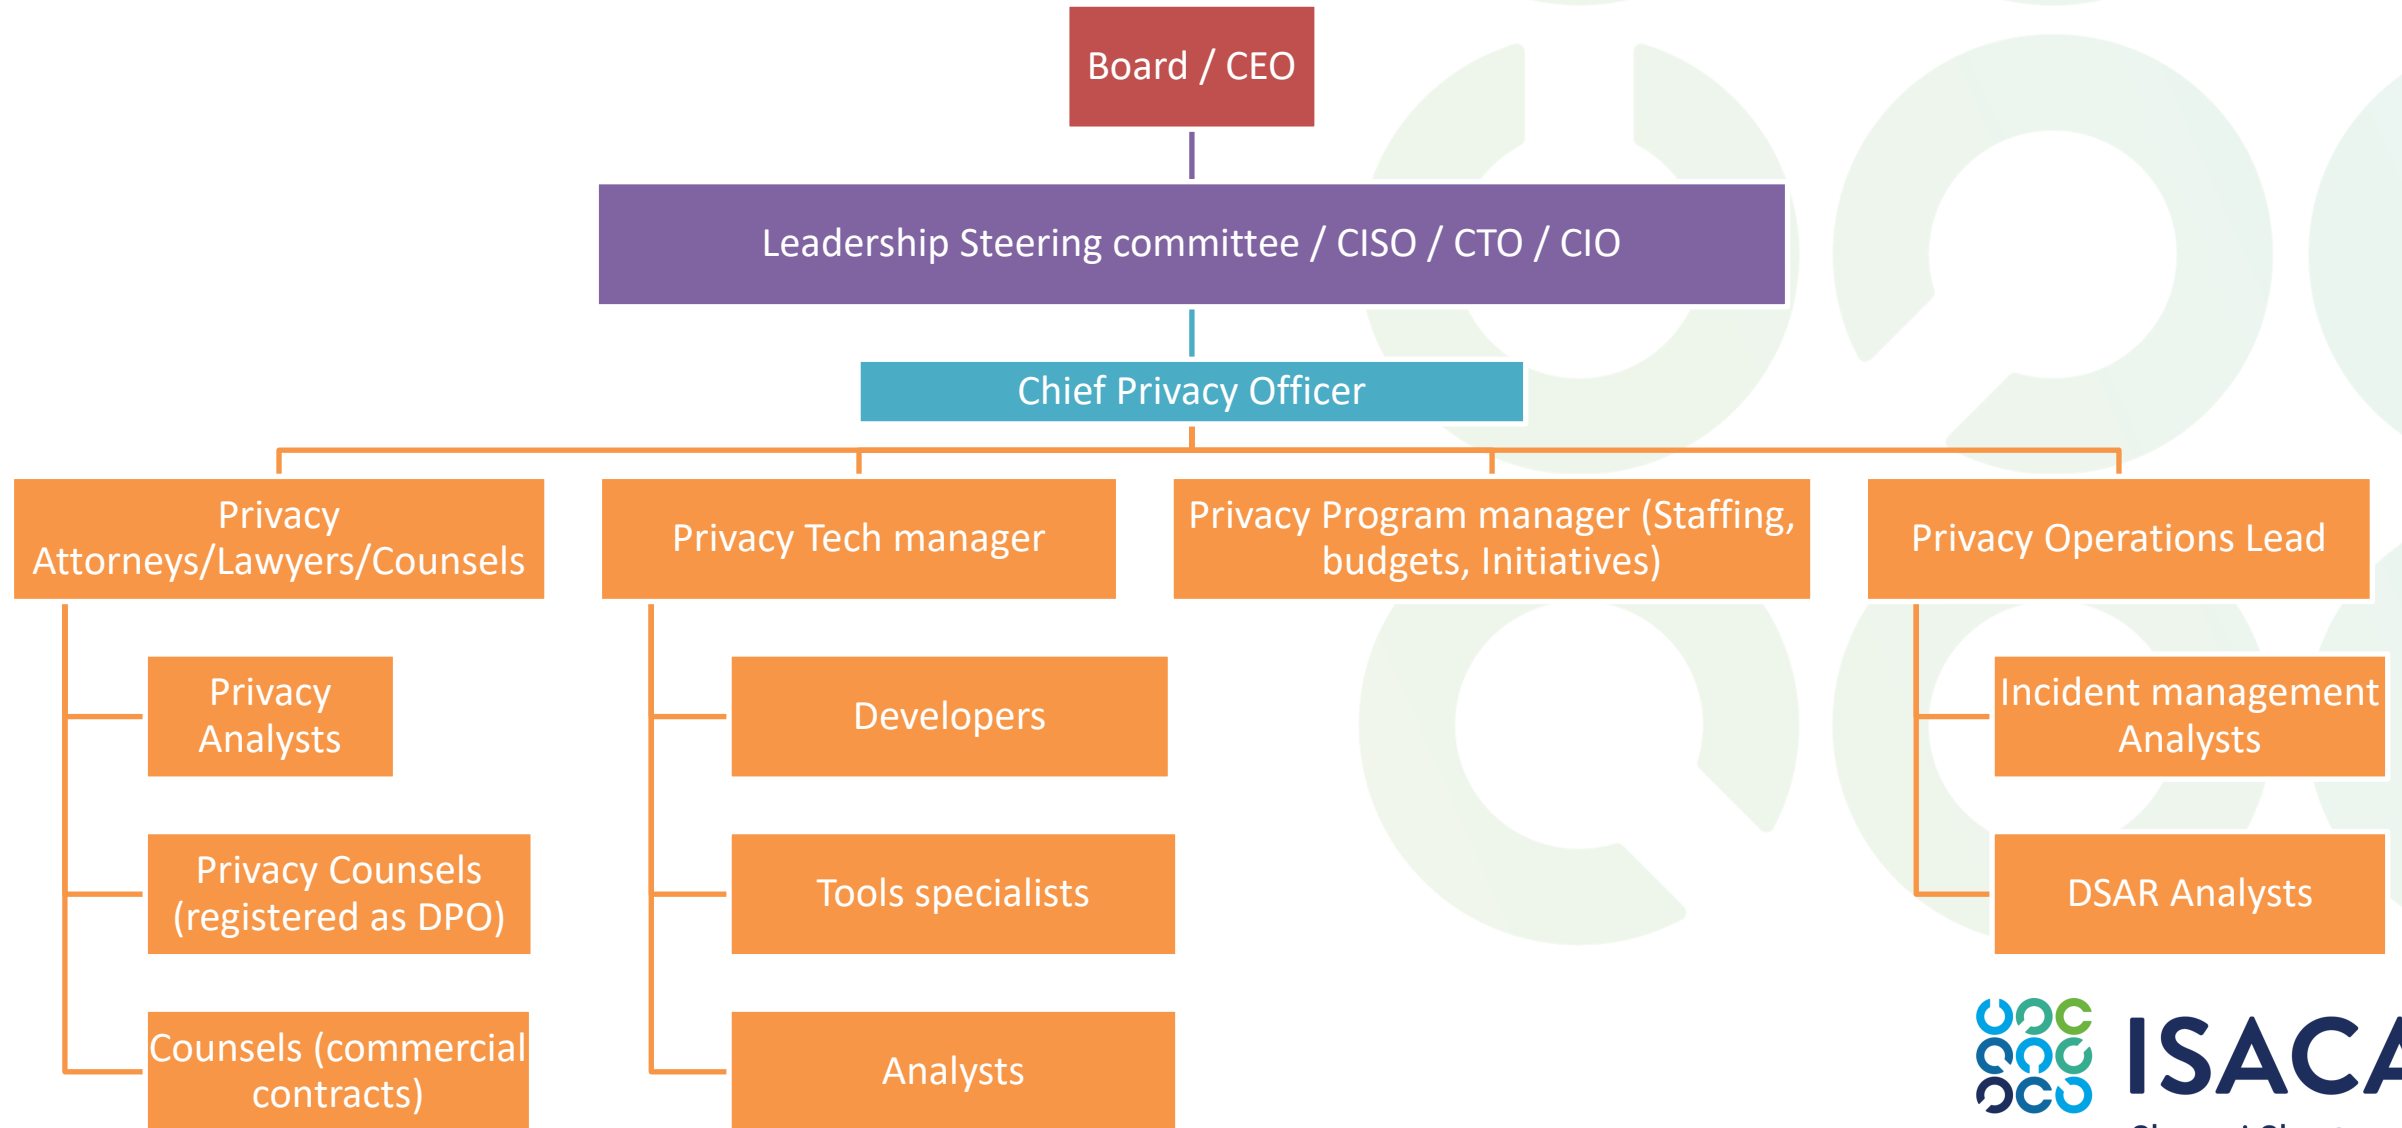 Board / CEO
Leadership Steering committee / CISO / CTO / CIO
Chief Privacy Officer
Privacy
Attorneys/Lawyers/Counsels
Privacy Tech manager
Privacy Program manager (Staffing,
budgets, Initiatives)
Privacy Operations Lead
Privacy
Analysts
Privacy Counsels
(registered as DPO)
Counsels (commercial
contracts)
Developers
Tools specialists
Analysts
Incident management
Analysts
DSAR Analysts
ISACA